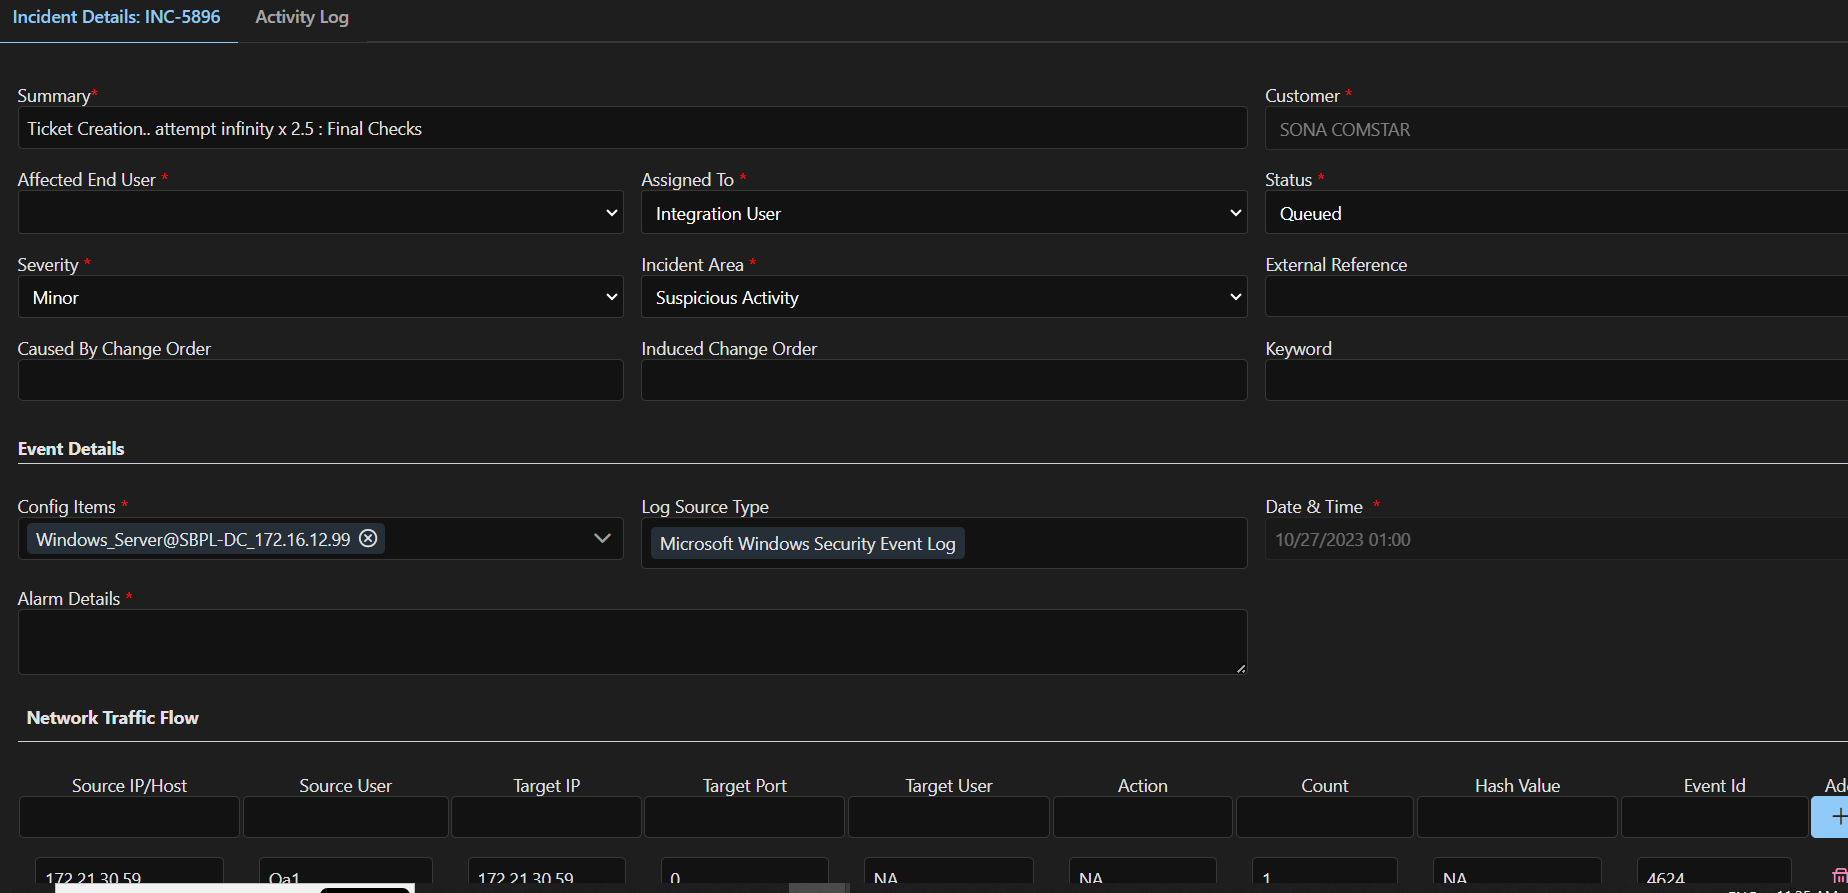 Incident Details: INC-5896 Activity Log
Summary* Customer *
Ticket Creation.. attempt infinity x 2.5 : Final Checks SONA COMSTAR
Affected End User * Assigned To * Status *
Integration User Queued
Severity * Incident Area * External Reference
Minor Suspicious Activity
Caused By Change Order Induced Change Order Keyword
Event Details
Config Items * Log Source Type Date & Time *
Windows_Server@SBPL-DC_172.16.12.99 Microsoft Windows Security Event Log 10/27/2023 01:00
Alarm Details *
Network Traffic Flow
Source IP/Host Source User Target IP Target Port Target User Action Count Hash Value Event Id
172.21.30.59 Qa1 172.21.30.59 0 NA NA 1 NA 4624